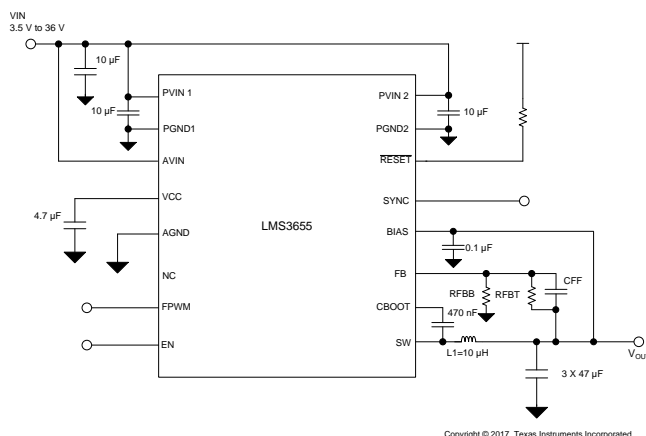 VIN
3.5 V to 36 V
10 µF
PVIN 1
PVIN 2
10 µF
10 µF
PGND1
PGND2
AVIN
RESET
VCC
SYNC
4.7 µF
LMS3655
AGND
BIAS
0.1 µF
NC
FB
RFBB
RFBT
CFF
FPWM
CBOOT
470 nF
EN
SW
L1=10 µH
VOU
3 X 47 µF
Copyright © 2017, Texas Instruments Incorporated